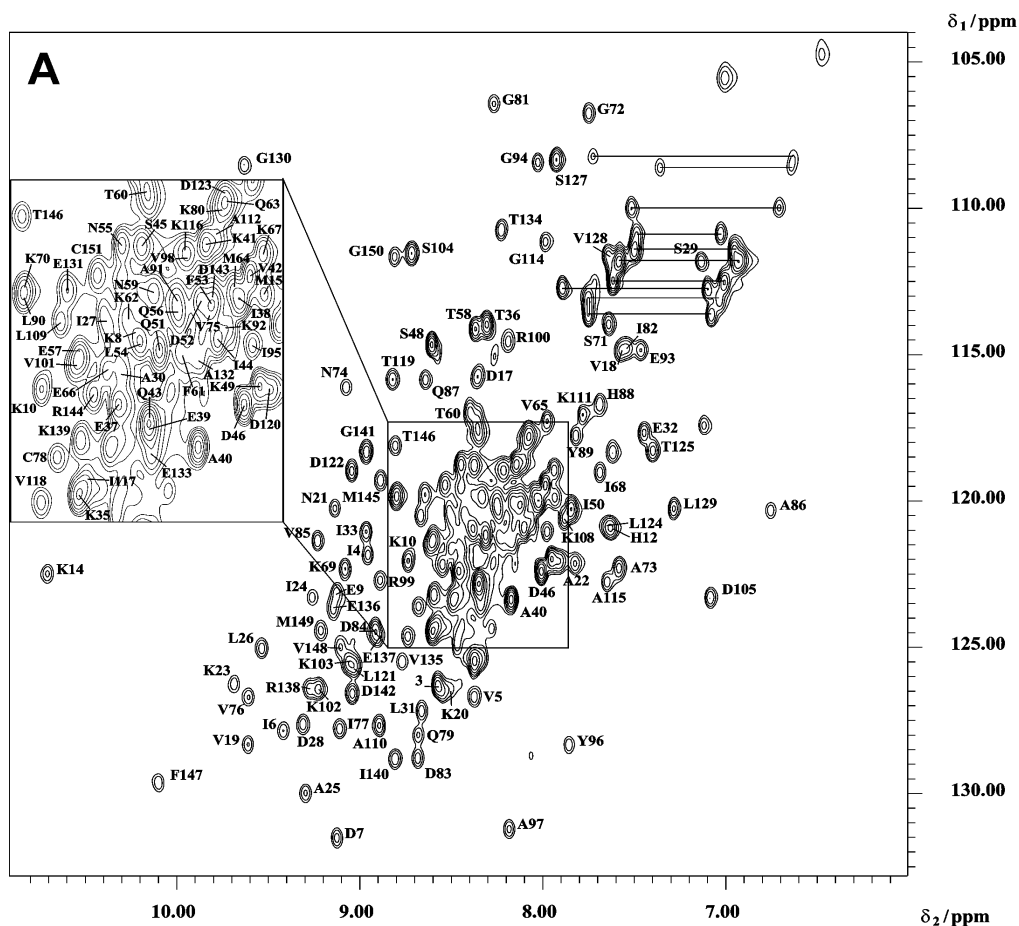 δ1/ppm
A
105.00
G81
G72
G130
G94
S127
D123
T60
Q63
K80
T146
S45
A112
T134
110.00
N55
K116
K41
K67
V128
G114
C151
V98
M64
G150
S104
S29
K70
E131
A91
D143
V42
F53
M15
N59
K62
I38
L90
Q56
T58
T36
L109
I27
Q51
V75
K92
S71
I82
K8
D52
S48
R100
E57
L54
I44
I95
V18
E93
115.00
V101
T119
D17
E66
A30
A132
N74
K49
Q87
K111
H88
K10
R144
Q43
F61
T60
V65
E37
E39
D46
D120
E32
K139
G141
T146
Y89
T125
C78
E133
A40
D122
I68
V118
I117
N21
M145
I50
L129
120.00
A86
K35
V85
I33
K10
K108
L124
H12
K14
I4
K69
R99
D46
A22
A73
I24
E9
A40
A115
D105
E136
M149
D84
L26
V148
E137
V135
125.00
K103
L121
K23
R138
D142
3
V76
K102
K20
V5
I6
I77
L31
V19
D28
A110
Q79
Y96
I140
D83
F147
A25
130.00
D7
A97
10.00
9.00
8.00
7.00
δ2/ppm